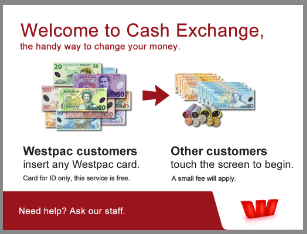 Welcome to Cash Exchange,
the handy way to change your money.
Westpac customers
insert any Westpac card.
Card for ID only, this service is free.
Other customers
touch the screen to begin.
A small fee will apply.
Need help? Ask our staff.